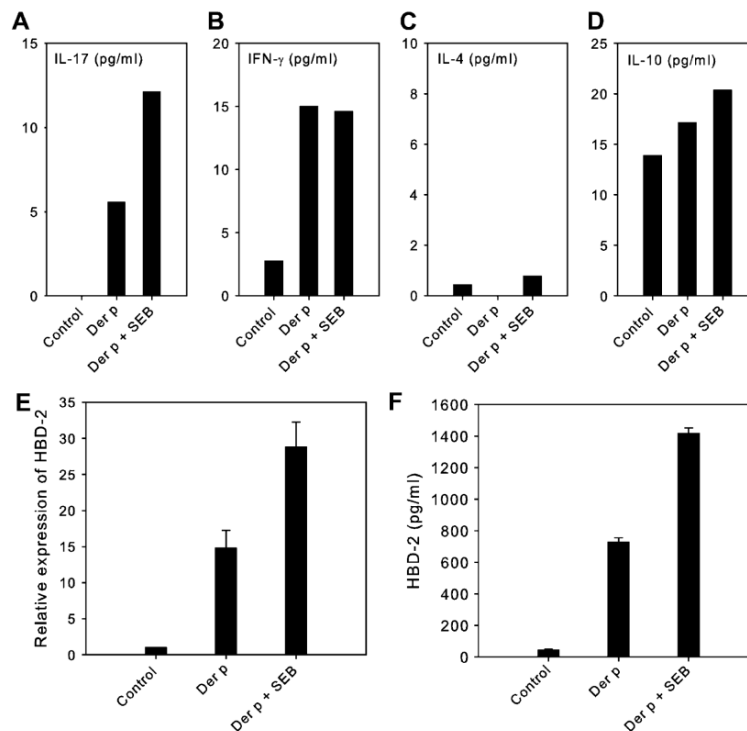 A
IL-17 (pg/ml)
15
10
5
0
Control
Der p
Der p + SEB
B
IFN-γ (pg/ml)
20
15
10
5
0
Control
Der p
Der p + SEB
C
IL-4 (pg/ml)
10
8
6
4
2
0
Control
Der p
Der p + SEB
D
IL-10 (pg/ml)
25
20
15
10
5
0
Control
Der p
Der p + SEB
E
Relative expression of HBD-2
35
30
25
20
15
10
5
0
Control
Der p
Der p + SEB
F
HBD-2 (pg/ml)
1600
1400
1200
1000
800
600
400
200
0
Control
Der p
Der p + SEB